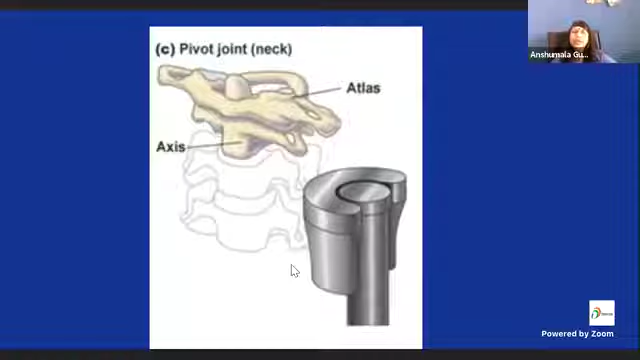 (c) Pivot joint (neck)
Atlas
Axis
Anshumala Gu...
Powered by Zoom